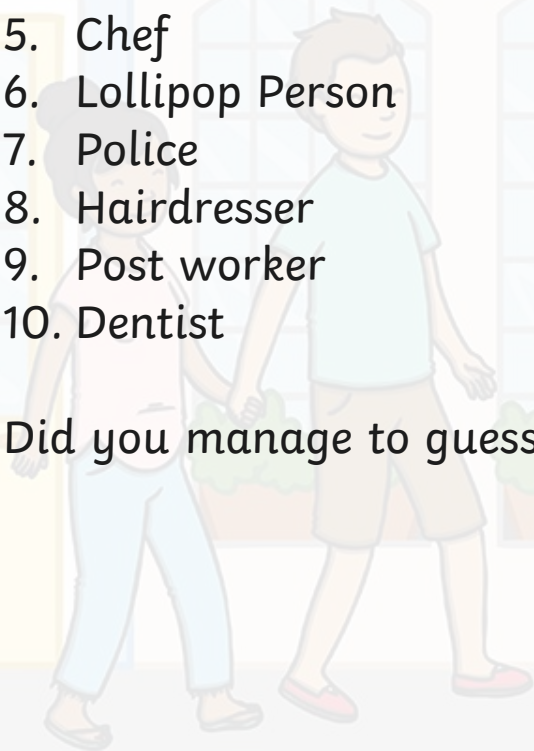 5. Chef
6. Lollipop Person
7. Police
8. Hairdresser
9. Post worker
10. Dentist
Did you manage to guess